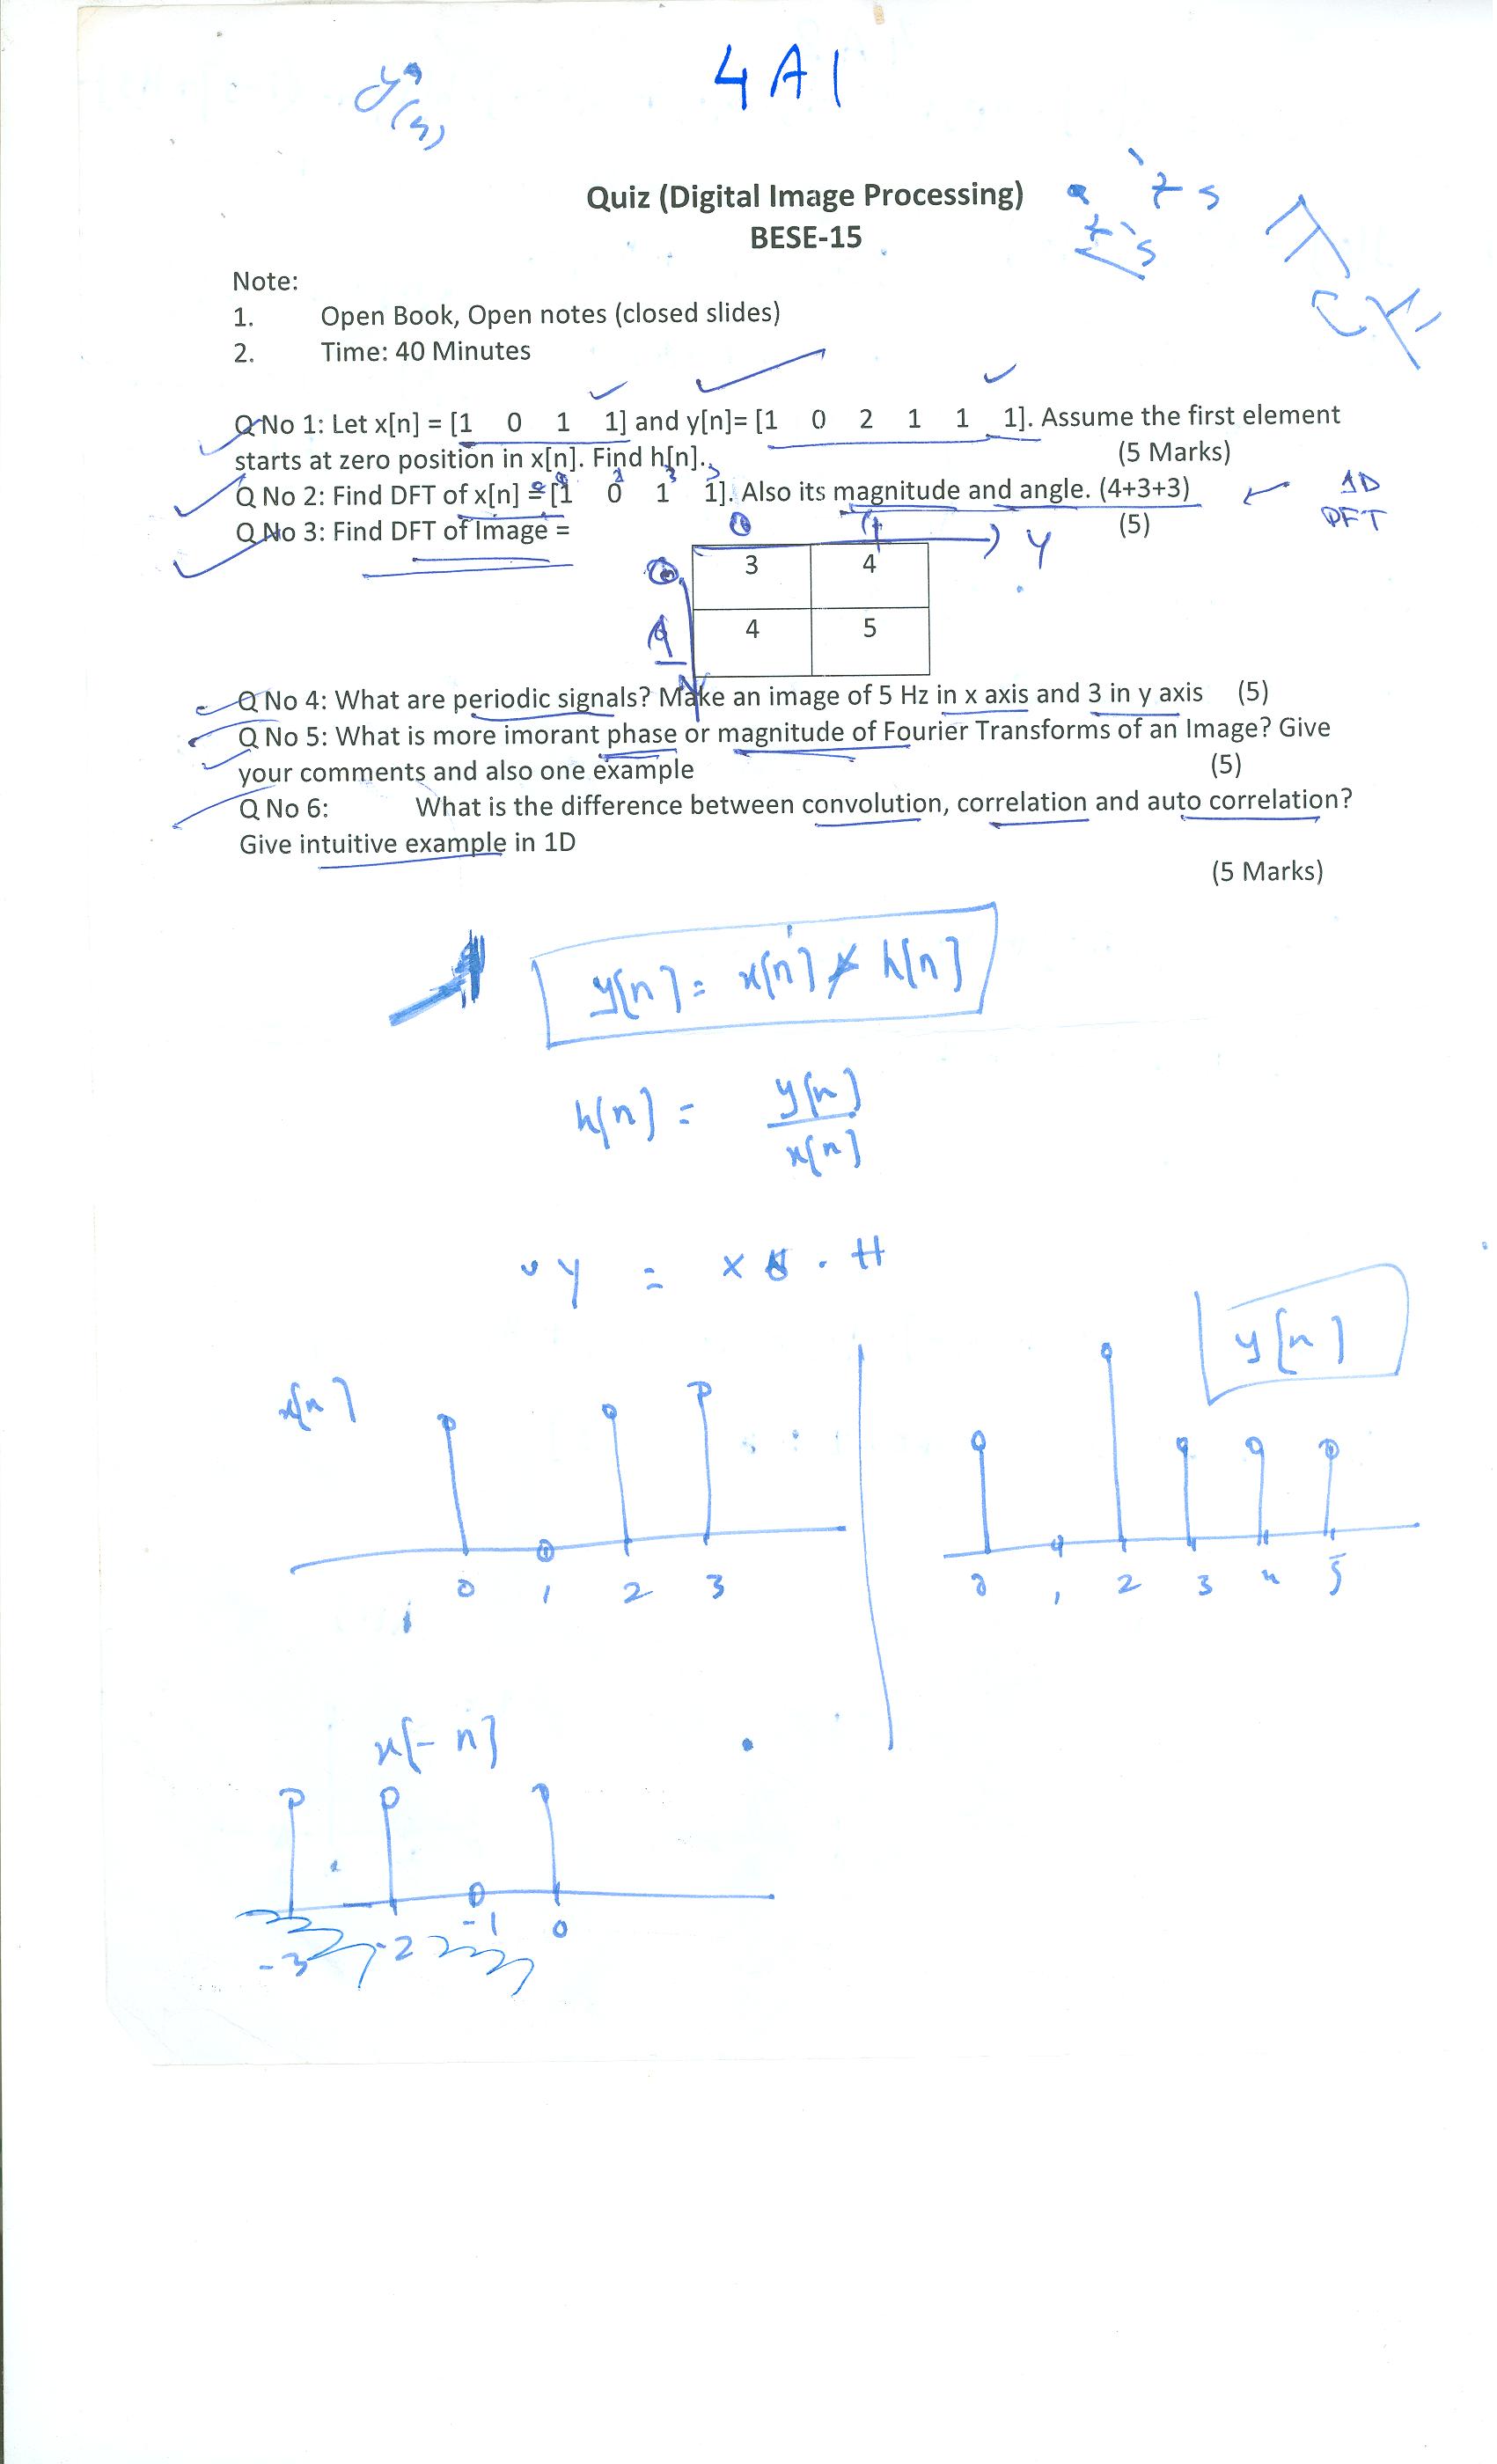 4A1
y(n)
Quiz (Digital Image Processing)
BESE-15
Note:
1. Open Book, Open notes (closed slides)
2. Time: 40 Minutes
Q No 1: Let x[n] = [1 0 1 1] and y[n]= [1 0 2 1 1 1]. Assume the first element
starts at zero position in x[n]. Find h[n]. (5 Marks)
Q No 2: Find DFT of x[n] = [1 0 1 1]. Also its magnitude and angle. (4+3+3)
1D
DFT
Q No 3: Find DFT of Image = (5)
Y
3 4
4 5
Q No 4: What are periodic signals? Make an image of 5 Hz in x axis and 3 in y axis (5)
Q No 5: What is more imorant phase or magnitude of Fourier Transforms of an Image? Give
your comments and also one example (5)
Q No 6: What is the difference between convolution, correlation and auto correlation?
Give intuitive example in 1D
(5 Marks)
y[n] = x[n] * h[n]
h[n] = y[n]
x[n]
Y = X . H
y[n]
x[n]
0 1 2 3
0 1 2 3 4 5
x[-n]
-3 -2 -1 0